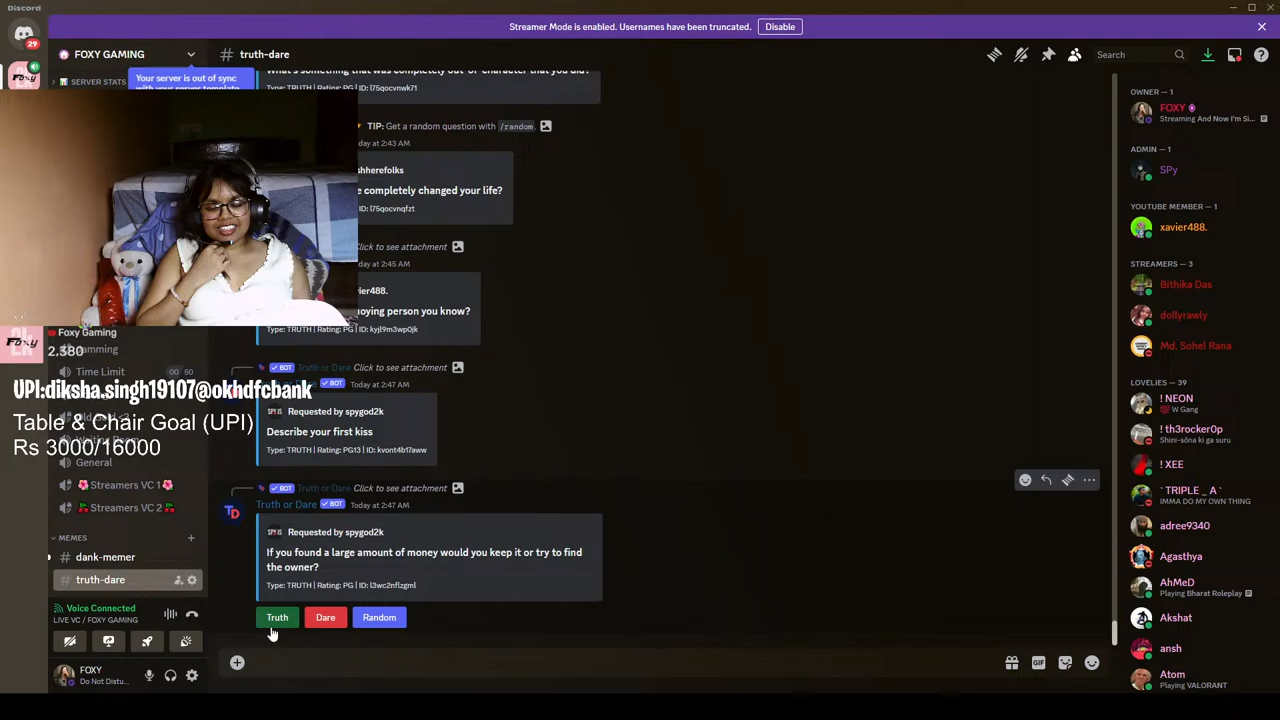 Discord
Streamer Mode is enabled. Usernames have been truncated.
Disable
29
FOXY GAMING
truth-dare
Search
SERVER STATS
Your server is out of sync
with your server template
What's something that was completely out-of-character that you did?
Type: TRUTH | Rating: PG | ID: l75qocvnwk71
TIP: Get a random question with /random.
today at 2:43 AM
shherefolks
e completely changed your life?
ID: l75qocvnqfzt
Click to see attachment
today at 2:45 AM
vier488.
noying person you know?
Type: TRUTH | Rating: PG | ID: kyjl9m3wp0jk
BOT Truth or Dare Click to see attachment
BOT Today at 2:47 AM
Requested by spygod2k
Describe your first kiss
Type: TRUTH | Rating: PG13 | ID: kvont4b17aww
BOT Truth or Dare Click to see attachment
Truth or Dare BOT Today at 2:47 AM
Requested by spygod2k
If you found a large amount of money would you keep it or try to find
the owner?
Type: TRUTH | Rating: PG | ID: l3wc2nflzgml
Truth
Dare
Random
Foxy Gaming
2,380
Foxy
Time Limit
00 50
UPI:diksha.singh19107@okhdfcbank
Table & Chair Goal (UPI)
Rs 3000/16000
General
Streamers VC 1
Streamers VC 2
MEMES
dank-memer
truth-dare
Voice Connected
LIVE VC / FOXY GAMING
FOXY
Do Not Distu...
GIF
OWNER — 1
FOXY
Streaming And Now I'm Si...
ADMIN — 1
SPy
YOUTUBE MEMBER — 1
xavier488.
STREAMERS — 3
Bithika Das
dollyrawly
Md. Sohel Rana
LOVELIES — 39
! NEON
W Gang
! th3rocker0p
Shini-sōna ki ga suru
! XEE
` TRIPLE _ A `
IMMA DO MY OWN THING
adree9340
Agasthya
AhMeD
Playing Bharat Roleplay
Akshat
ansh
Atom
Playing VALORANT